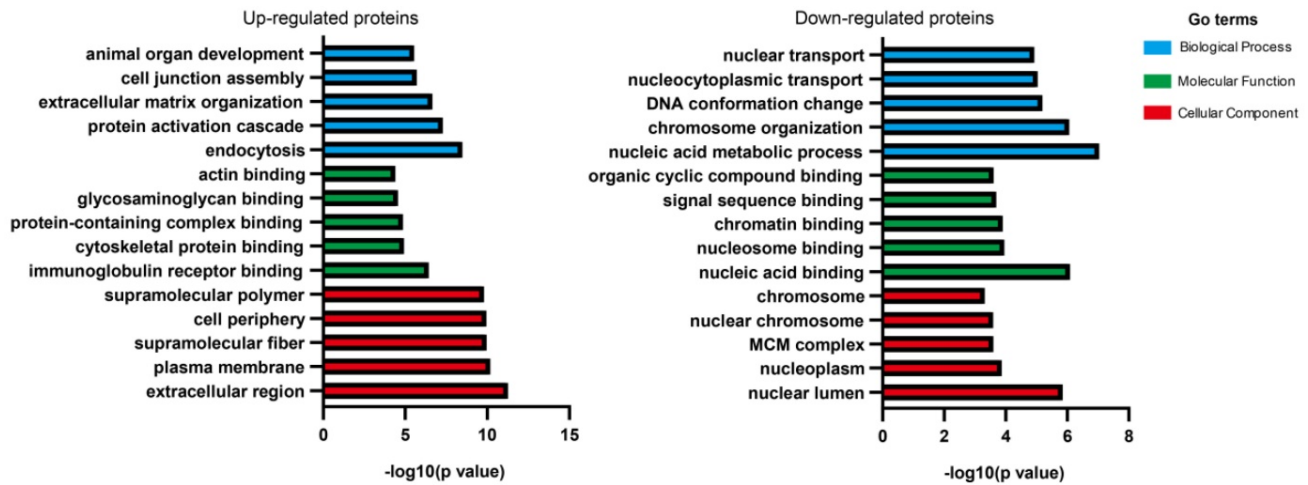 Up-regulated proteins
animal organ development
cell junction assembly
extracellular matrix organization
protein activation cascade
endocytosis
actin binding
glycosaminoglycan binding
protein-containing complex binding
cytoskeletal protein binding
immunoglobulin receptor binding
supramolecular polymer
cell periphery
supramolecular fiber
plasma membrane
extracellular region
0 5 10 15
-log10(p value)
Down-regulated proteins
nuclear transport
nucleocytoplasmic transport
DNA conformation change
chromosome organization
nucleic acid metabolic process
organic cyclic compound binding
signal sequence binding
chromatin binding
nucleosome binding
nucleic acid binding
chromosome
nuclear chromosome
MCM complex
nucleoplasm
nuclear lumen
0 2 4 6 8
-log10(p value)
Go terms
Biological Process
Molecular Function
Cellular Component